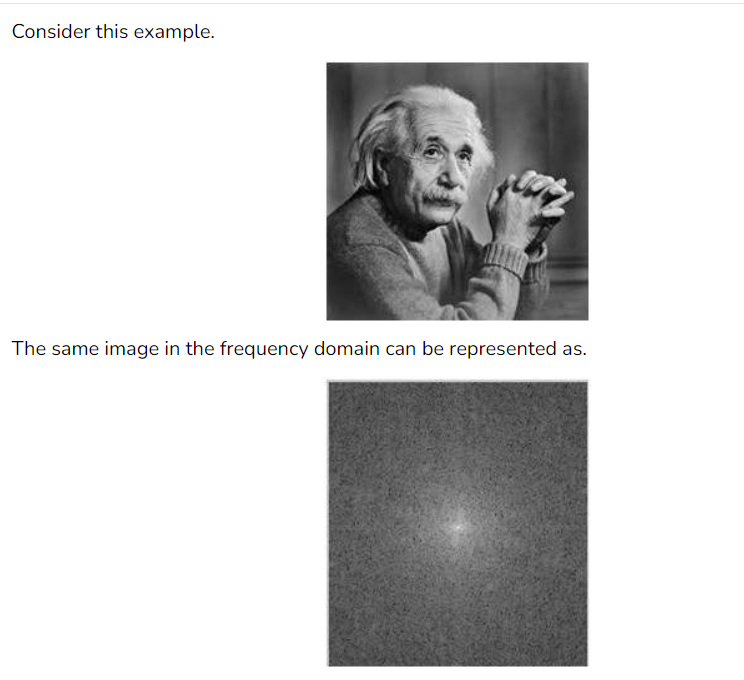 Consider this example.
The same image in the frequency domain can be represented as.